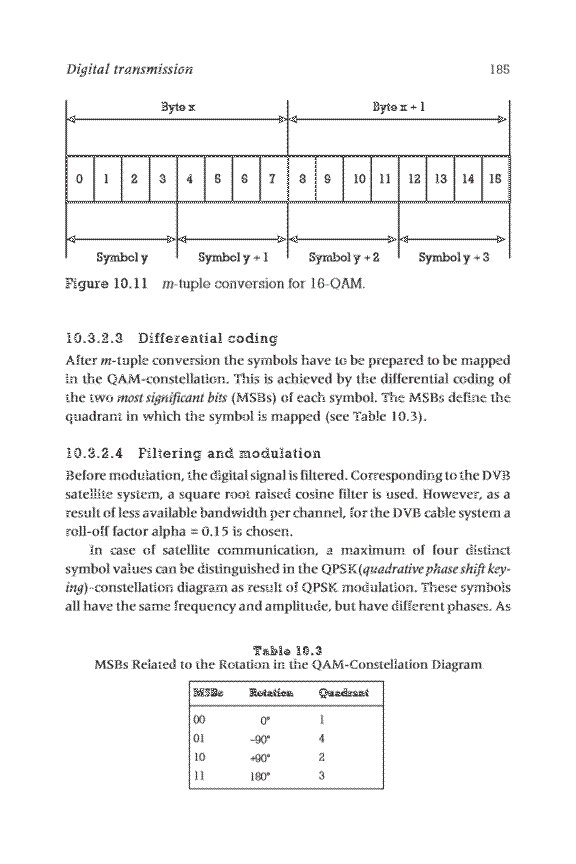 Digital transmission 185
Byte x Byte x + 1
0 1 2 3 4 5 6 7 8 9 10 11 12 13 14 15
Symbol y Symbol y + 1 Symbol y + 2 Symbol y + 3
Figure 10.11 m-tuple conversion for 16-QAM.
10.3.2.3 Differential coding
After m-tuple conversion the symbols have to be prepared to be mapped
in the QAM-constellation. This is achieved by the differential coding of
the two most significant bits (MSBs) of each symbol. The MSBs define the
quadrant in which the symbol is mapped (see Table 10.3).
10.3.2.4 Filtering and modulation
Before modulation, the digital signal is filtered. Corresponding to the DVB
satellite system, a square root raised cosine filter is used. However, as a
result of less available bandwidth per channel, for the DVB cable system a
roll-off factor alpha = 0.15 is chosen.
In case of satellite communication, a maximum of four distinct
symbol values can be distinguished in the QPSK (quadrative phase shift key-
ing)-constellation diagram as result of QPSK modulation. These symbols
all have the same frequency and amplitude, but have different phases. As
Table 10.3
MSBs Related to the Rotation in the QAM-Constellation Diagram
MSBs Rotation Quadrant
00 0° 1
01 -90° 4
10 +90° 2
11 180° 3